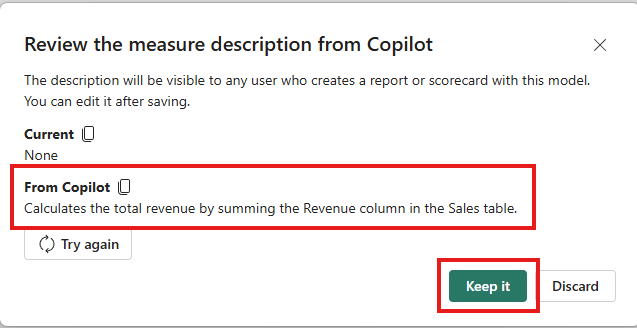 Review the measure description from Copilot
The description will be visible to any user who creates a report or scorecard with this model.
You can edit it after saving.
Current
None
From Copilot
Calculates the total revenue by summing the Revenue column in the Sales table.
Try again
Keep it
Discard